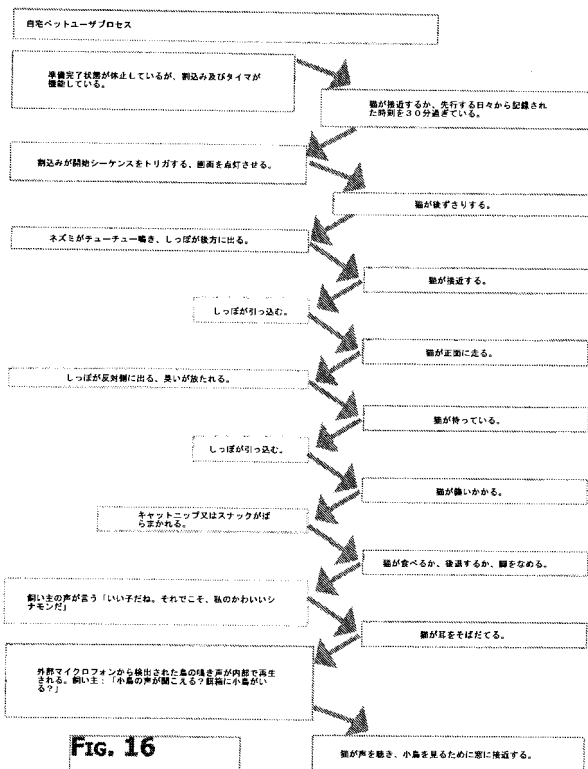 自宅ペットユーザプロセス
準備完了状態が休止しているが、割込み及びタイマが
機能している。
猫が接近するか、先行する日々から記録され
た時刻を30分過ぎている。
割込みが開始シーケンスをトリガする、画面を点灯させる。
猫が後ずさりする。
ネズミがチューチュー鳴き、しっぽが後方に出る。
猫が接近する。
しっぽが引っ込む。
猫が正面に走る。
しっぽが反対側に出る、臭いが放たれる。
猫が待っている。
しっぽが引っ込む。
猫が襲いかかる。
キャットニップ又はスナックがば
らまかれる。
猫が食べるか、後退するか、脚をなめる。
飼い主の声が言う「いい子だね。それでこそ、私のかわいいシ
ナモンだ」
猫が耳をそばだてる。
外部マイクロフォンから検出された鳥の鳴き声が内部で再生
される。飼い主:「小鳥の声が聞こえる?餌箱に小鳥がい
る?」
猫が声を聴き、小鳥を見るために窓に接近する。
FIG. 16